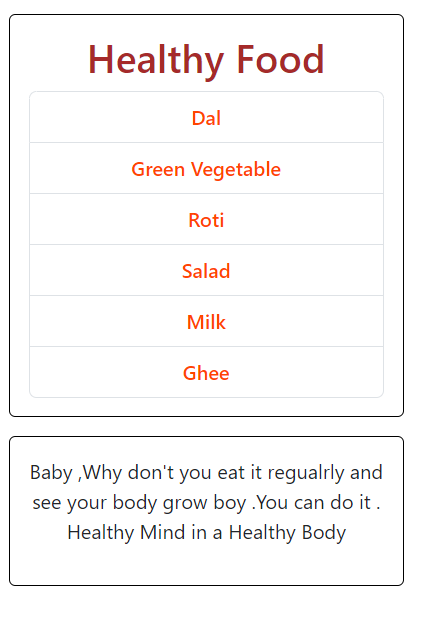 Healthy Food
Dal
Green Vegetable
Roti
Salad
Milk
Ghee
Baby ,Why don't you eat it regualrly and
see your body grow boy .You can do it .
Healthy Mind in a Healthy Body